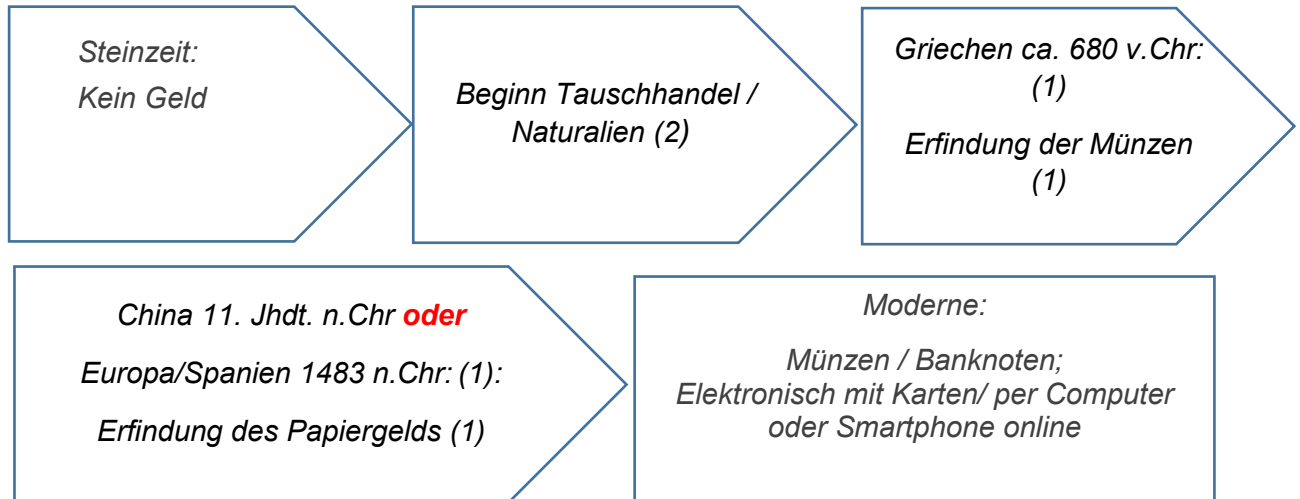 Steinzeit:
Kein Geld
Beginn Tauschhandel /
Naturalien (2)
Griechen ca. 680 v.Chr:
(1)
Erfindung der Münzen
(1)
China 11. Jhdt. n.Chr oder
Europa/Spanien 1483 n.Chr: (1):
Erfindung des Papiergelds (1)
Moderne:
Münzen / Banknoten;
Elektronisch mit Karten/ per Computer
oder Smartphone online